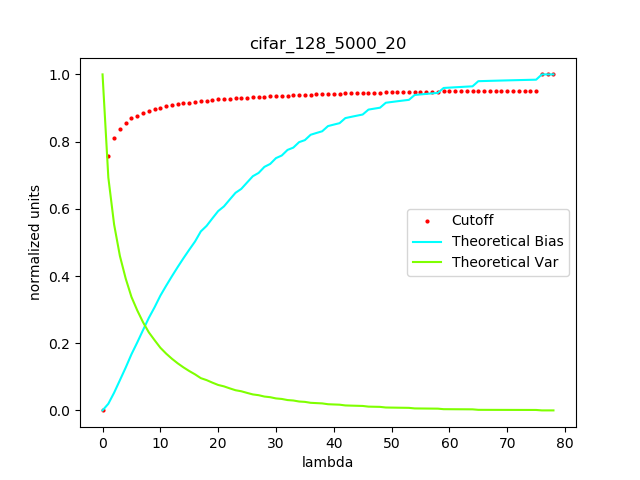 cifar_128_5000_20
normalized units
1.0
0.8
0.6
0.4
0.2
0.0
Cutoff
Theoretical Bias
Theoretical Var
0 10 20 30 40 50 60 70 80
lambda